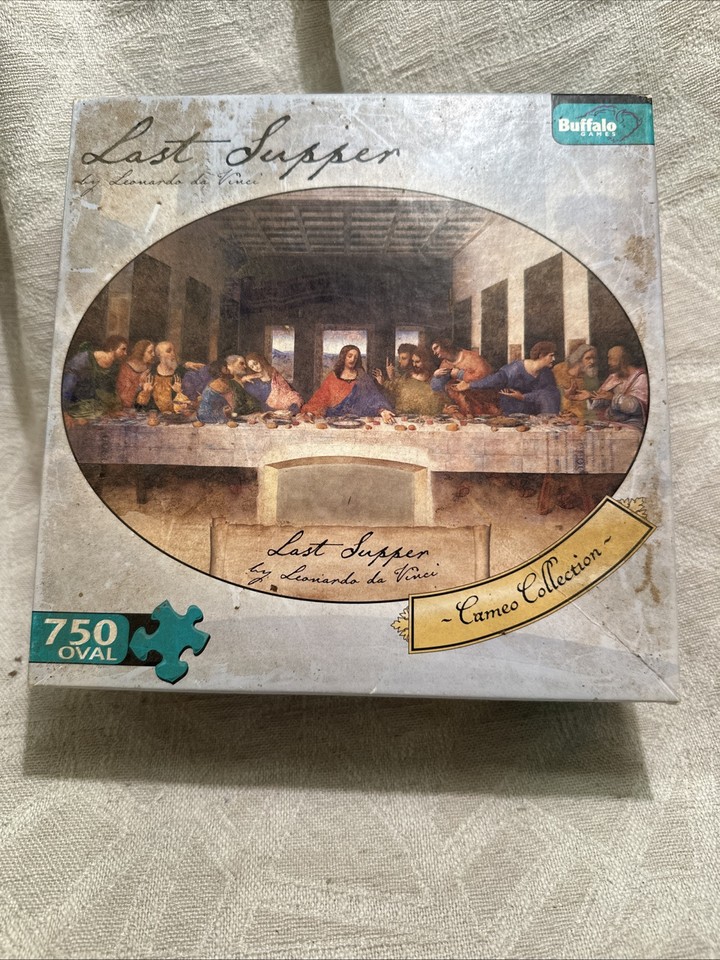 Last Supper
by Leonardo da Vinci
Buffalo
GAMES
Last Supper
by Leonardo da Vinci
~Cameo Collection~
750
OVAL